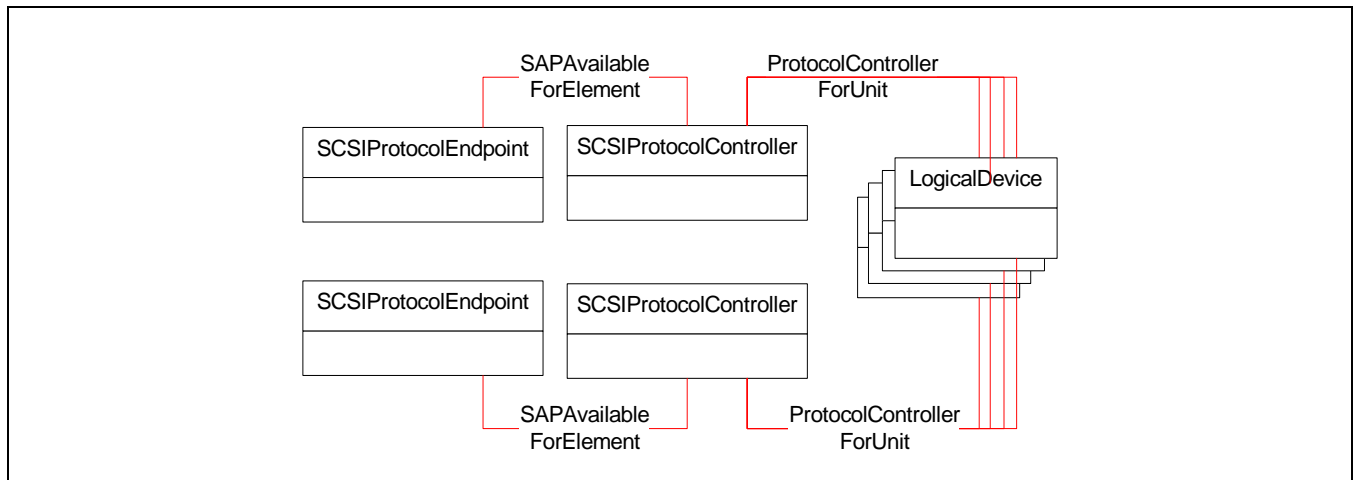 SAPAvailable
ForElement
ProtocolController
ForUnit
SCSIProtocolEndpoint
SCSIProtocolController
LogicalDevice
SCSIProtocolEndpoint
SCSIProtocolController
SAPAvailable
ForElement
ProtocolController
ForUnit